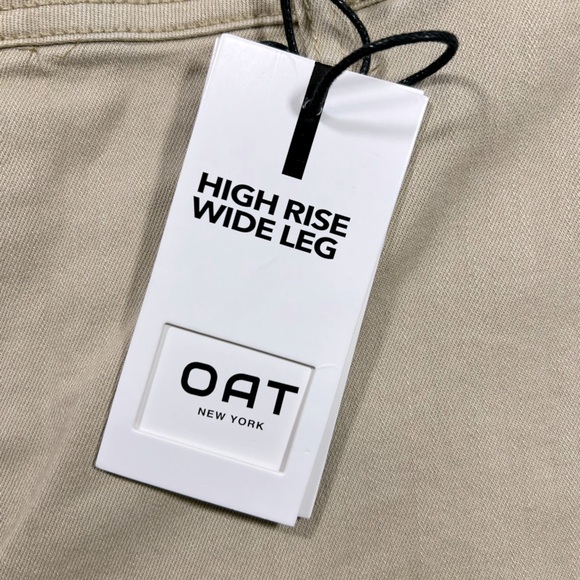 HIGH RISE
WIDE LEG
OAT
NEW YORK